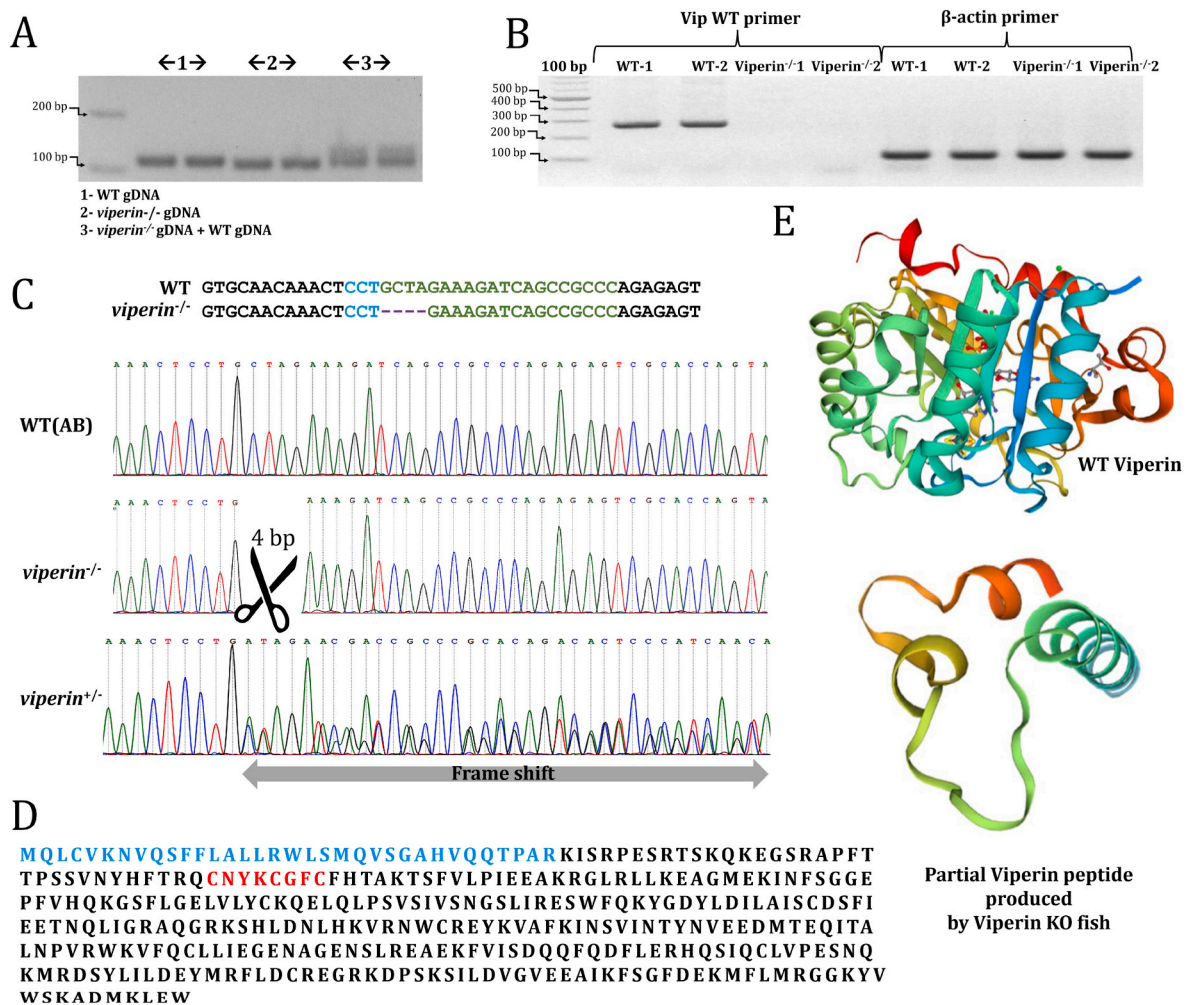 A
←1→ ←2→ ←3→
200 bp
100 bp
1- WT gDNA
2- viperin-/- gDNA
3- viperin-/- gDNA + WT gDNA
B
Vip WT primer β-actin primer
100 bp WT-1 WT-2 Viperin-/-1 Viperin-/-2 WT-1 WT-2 Viperin-/-1 Viperin-/-2
500 bp
400 bp
300 bp
200 bp
100 bp
C
WT GTGCAACAAACTCCTGCTAGAAAGATCAGCCGCCCAGAGAGT
viperin-/- GTGCAACAAACTCCT----GAAAGATCAGCCGCCCAGAGAGT
A A A C T C C T G C T A G A A A G A T C A G C C G C C C A G A G A G T C G C A C C A G T A
WT(AB)
A A A C T C C T G A A A G A T C A G C C G C C C A G A G A G T C G C A C C A G T A
4 bp
viperin-/-
A A A C T C C T G A T A G A A C G A C C G C C C G C A C A G A C A C T C C C A T C A A C A
viperin+/-
Frame shift
D
MQLCVKNVQSFFLALLRWLSMQVSGAHVQQTPARKISRPESRTSKQKEGSRAPFT
TPSSVNYHFTRQCNYKCGFCFHTAKTSFVLPIEEAKRGLRLLKEAGMEKINFSGGE
PFVHQKGSFLGELVLYCKQELQLPSVSIVSNGSLIRESWFQKYGDYLDILAISCDSFI
EETNQLIGRAQGRKSHLDNLHKVRNWCREYKVAFKINSVINTYNVEEDMTEQITA
LNPVRWKVFQCLLIEGENAGENSLREAEKFVISDQQFQDFLERHQSIQCLVPESNQ
KMRDSYLILDEYMRFLDCREGRKDPSKSILDVGVEEAIKFSGFDEKMFLMRGGKYV
WSKADMKLEW
E
WT Viperin
Partial Viperin peptide
produced
by Viperin KO fish